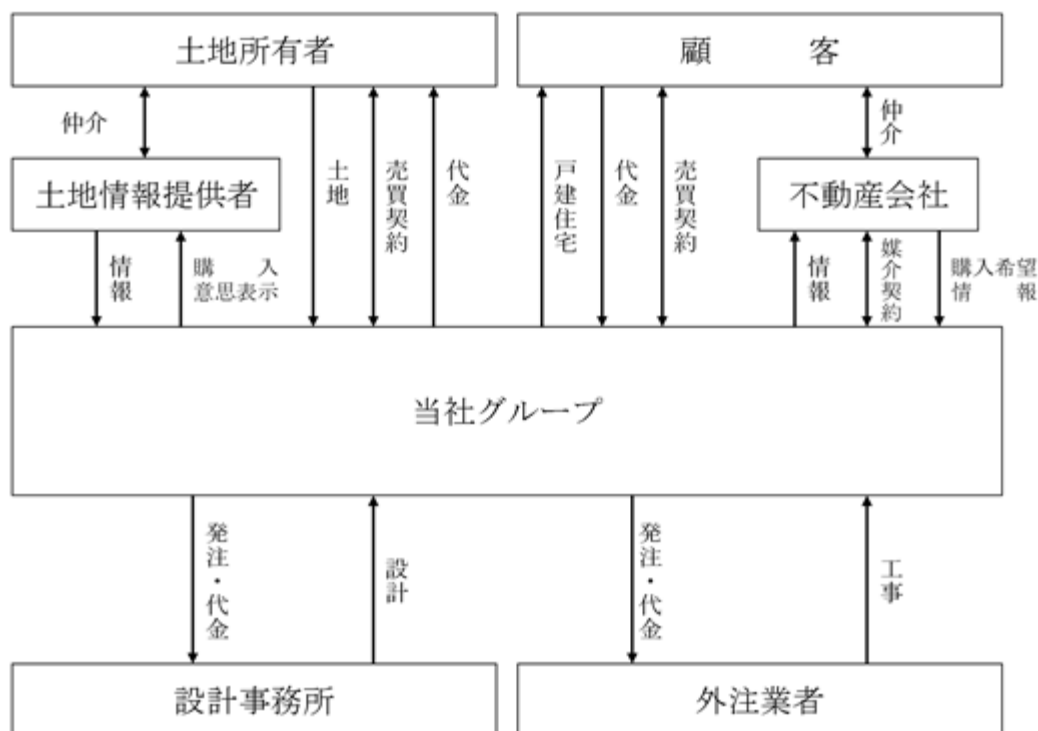 土地所有者
顧客
仲介
仲介
土地情報提供者
土地
売買契約
代金
戸建住宅
代金
売買契約
不動産会社
情報
購入
意思表示
情報
媒介契約
購入希望
情報
当社グループ
発注・代金
設計
発注・代金
工事
設計事務所
外注業者